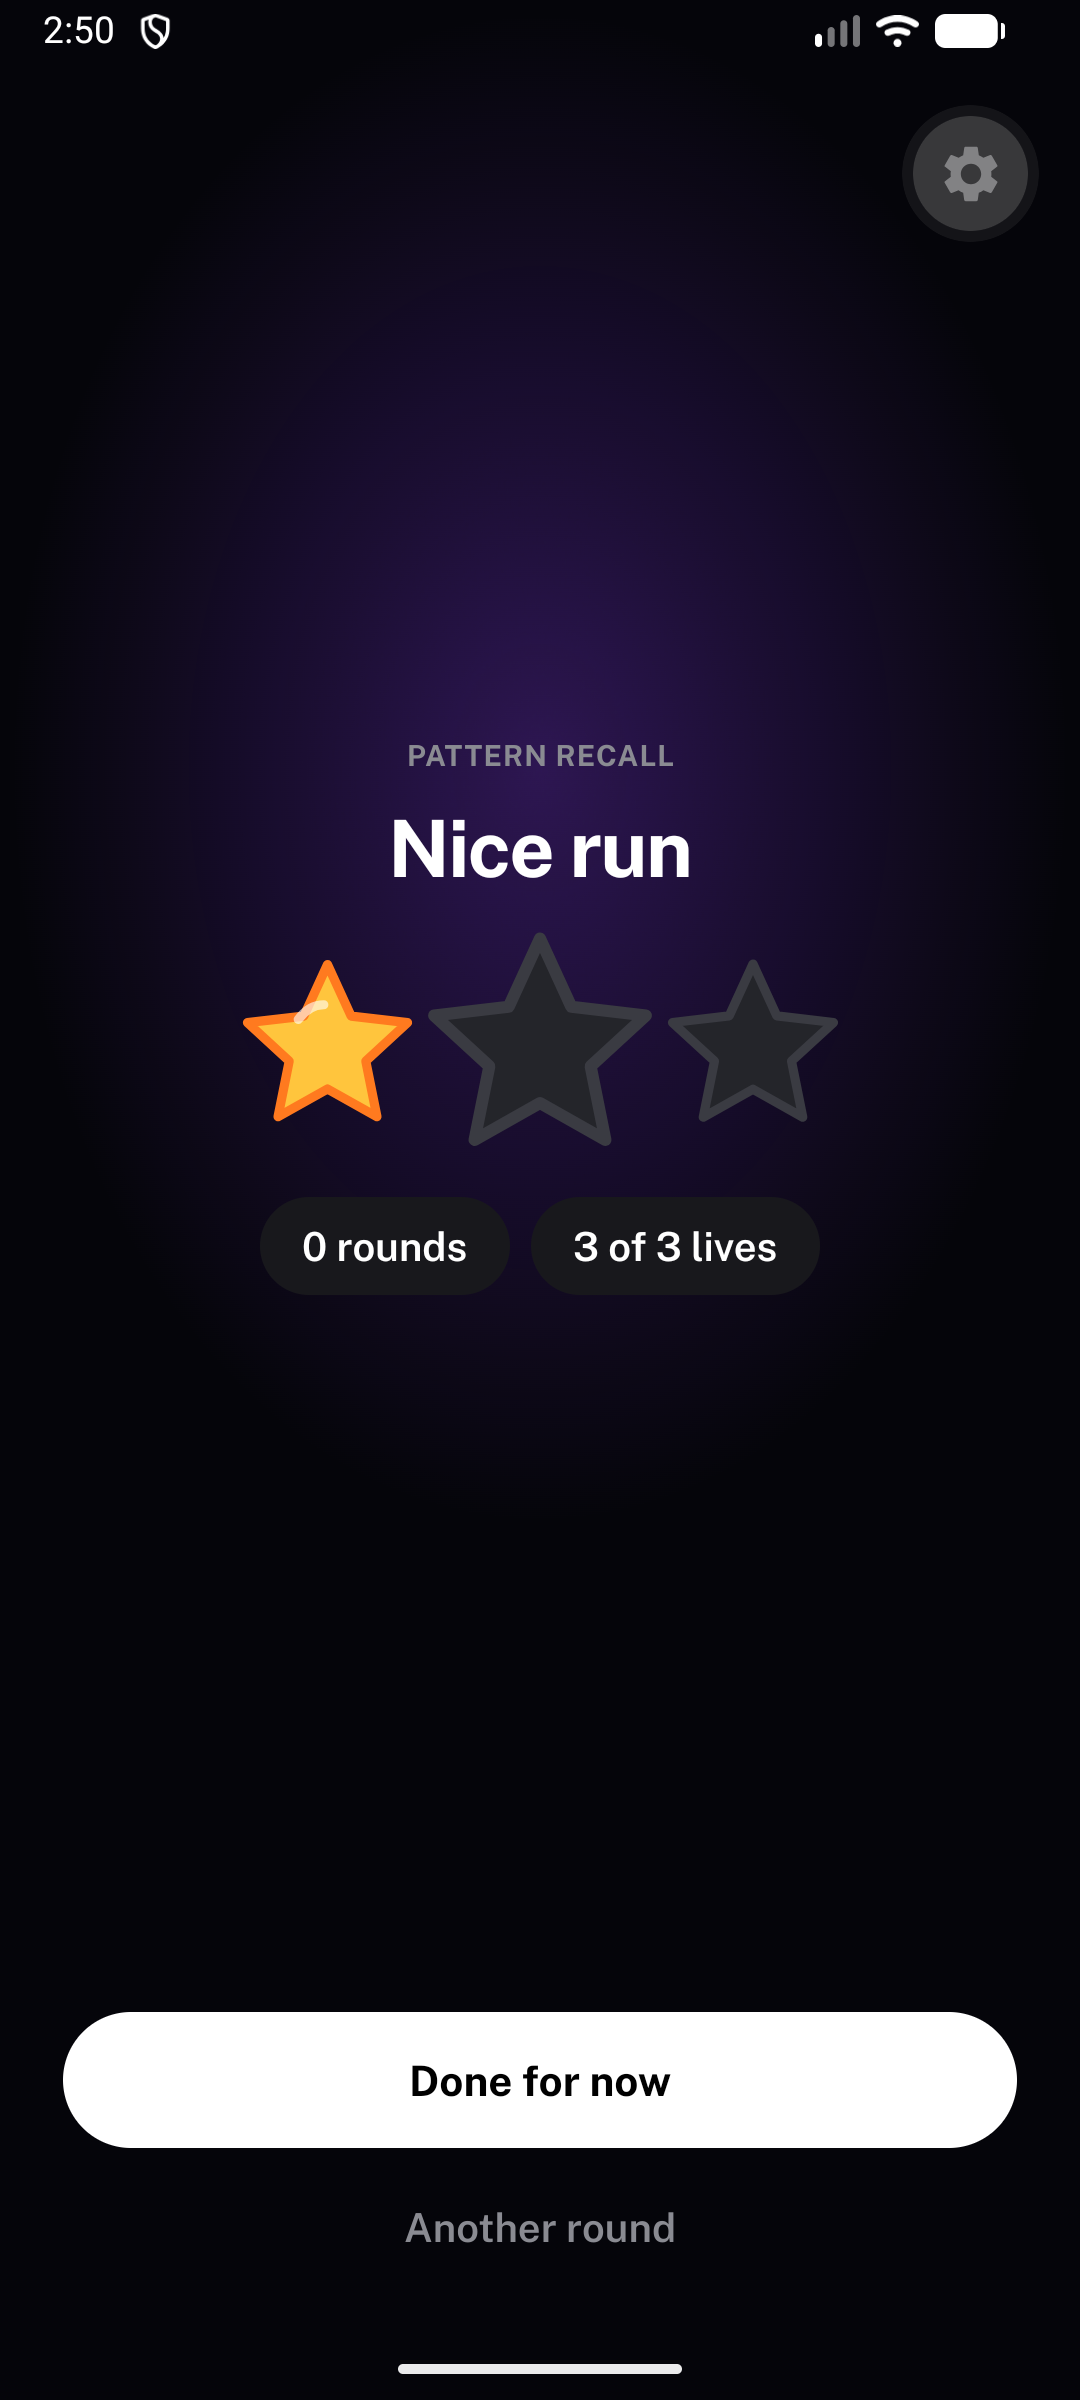 2:50
PATTERN RECALL
Nice run
0 rounds
3 of 3 lives
Done for now
Another round